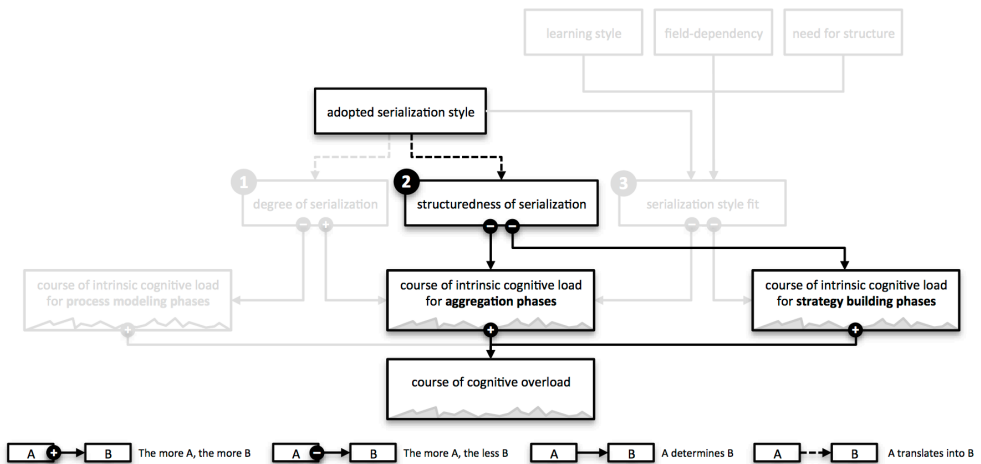 learning style
field-dependency
need for structure
adopted serialization style
1
degree of serialization
2
structuredness of serialization
3
serialization style fit
− + − − − −
course of intrinsic cognitive load
for process modeling phases
course of intrinsic cognitive load
for aggregation phases
course of intrinsic cognitive load
for strategy building phases
+ + +
course of cognitive overload
A + B The more A, the more B
A − B The more A, the less B
A B A determines B
A B A translates into B